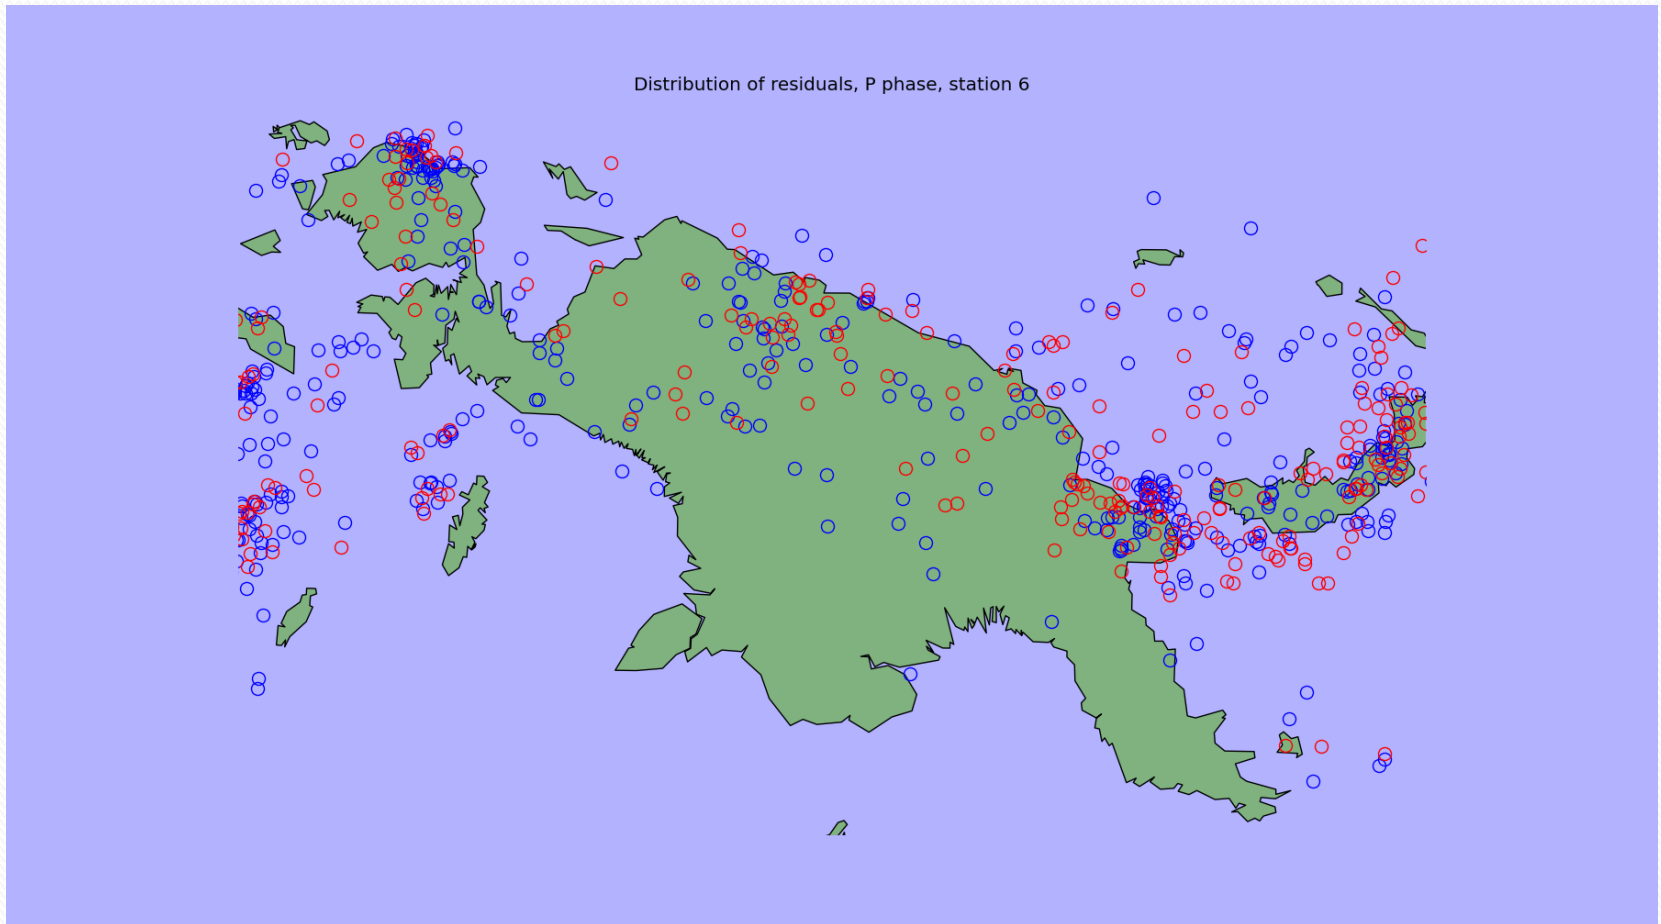 Distribution of residuals, P phase, station 6